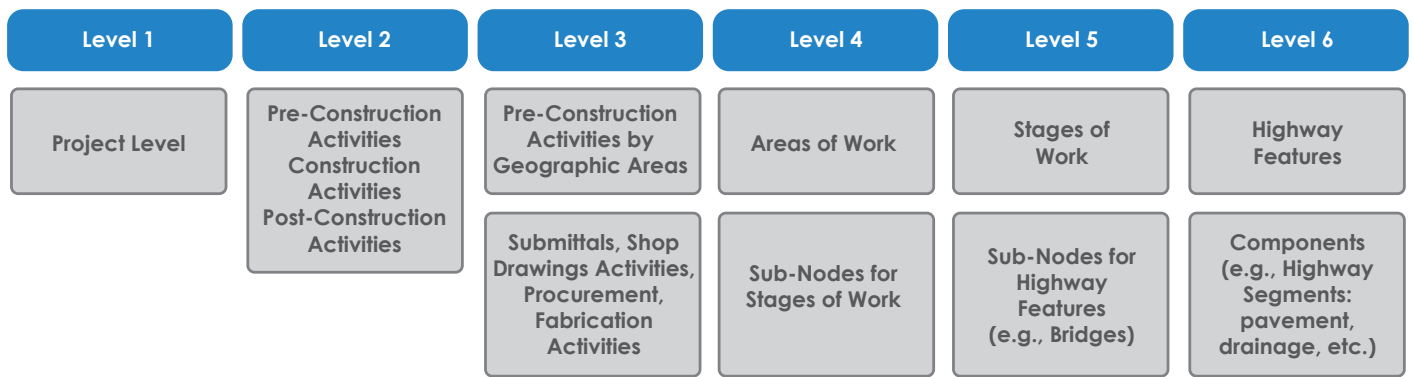 Level 1
Level 2
Level 3
Level 4
Level 5
Level 6
Project Level
Pre-Construction
Activities
Construction
Activities
Post-Construction
Activities
Pre-Construction
Activities by
Geographic Areas
Areas of Work
Stages of
Work
Highway
Features
Submittals, Shop
Drawings Activities,
Procurement,
Fabrication
Activities
Sub-Nodes for
Stages of Work
Sub-Nodes for
Highway
Features
(e.g., Bridges)
Components
(e.g., Highway
Segments:
pavement,
drainage, etc.)